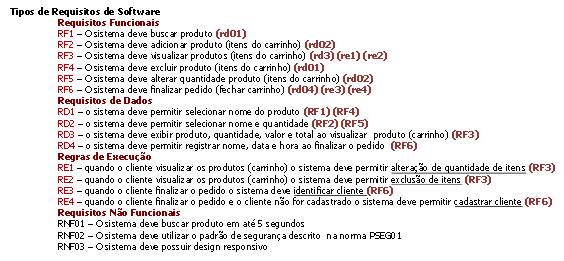 Tipos de Requisitos de Software
Requisitos Funcionais
RF1 – O sistema deve buscar produto (rd01)
RF2 – O sistema deve adicionar produto (itens do carrinho) (rd02)
RF3 – O sistema deve visualizar produtos (itens do carrinho) (rd3) (re1) (re2)
RF4 – O sistema deve excluir produto (itens do carrinho) (rd01)
RF5 – O sistema deve alterar quantidade produto (itens do carrinho) (rd02)
RF6 – O sistema deve finalizar pedido (fechar carrinho) (rd04) (re3) (re4)
Requisitos de Dados
RD1 – o sistema deve permitir selecionar nome do produto (RF1) (RF4)
RD2 – o sistema deve permitir selecionar nome e quantidade (RF2) (RF5)
RD3 – o sistema deve exibir produto, quantidade, valor e total ao visualizar produto (carrinho) (RF3)
RD4 – o sistema deve permitir registrar nome, data e hora ao finalizar o pedido (RF6)
Regras de Execução
RE1 – quando o cliente visualizar os produtos (carrinho) o sistema deve permitir alteração de quantidade de itens (RF3)
RE2 – quando o cliente visualizar os produtos (carrinho) o sistema deve permitir exclusão de itens (RF3)
RE3 – quando o cliente finalizar o pedido o sistema deve identificar cliente (RF6)
RE4 – quando o cliente finalizar o pedido e o cliente não for cadastrado o sistema deve permitir cadastrar cliente (RF6)
Requisitos Não Funcionais
RNF01 – O sistema deve buscar produto em até 5 segundos
RNF02 – O sistema deve utilizar o padrão de segurança descrito na norma PSEG01
RNF03 – O sistema deve possuir design responsivo